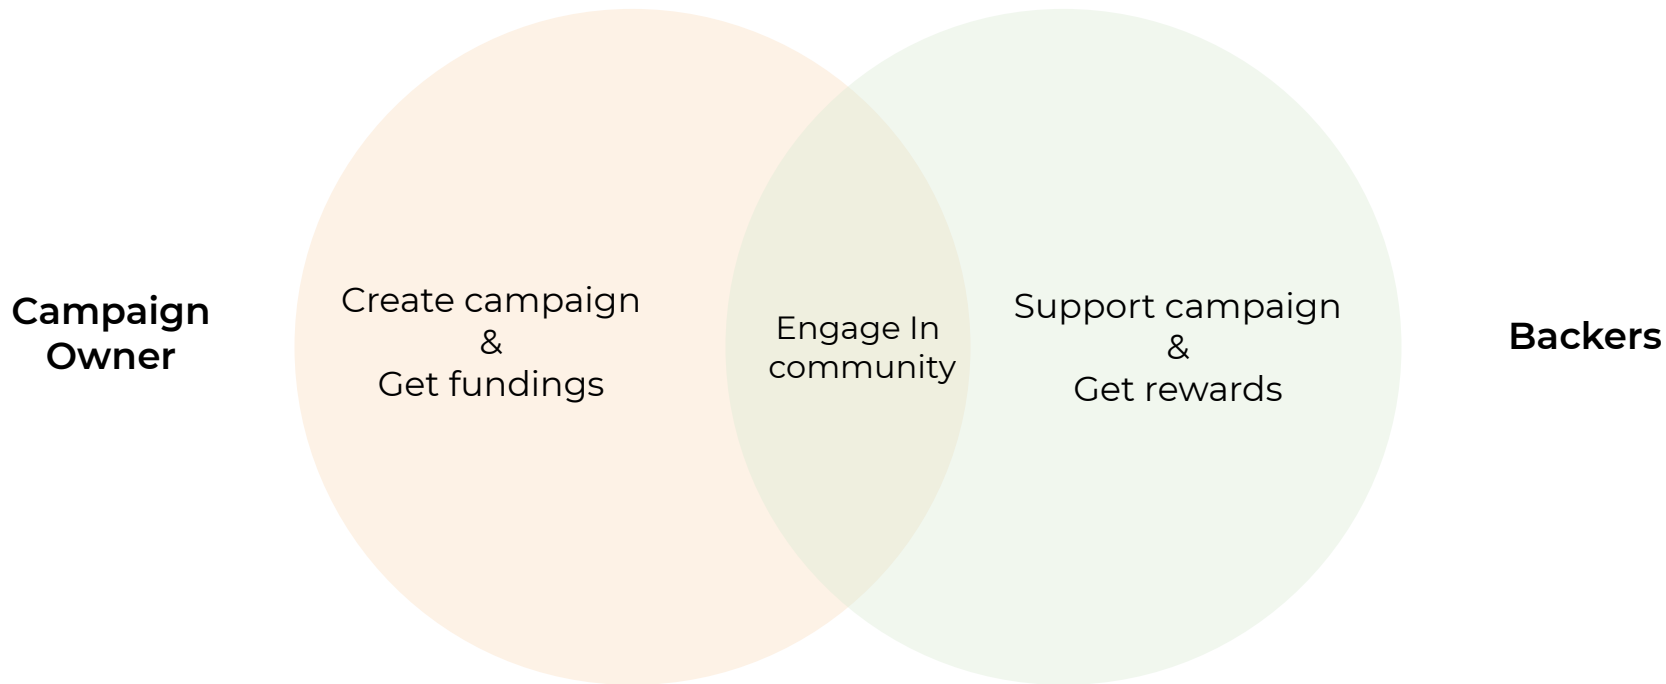 Campaign
Owner
Create campaign
&
Get fundings
Engage In
community
Support campaign
&
Get rewards
Backers